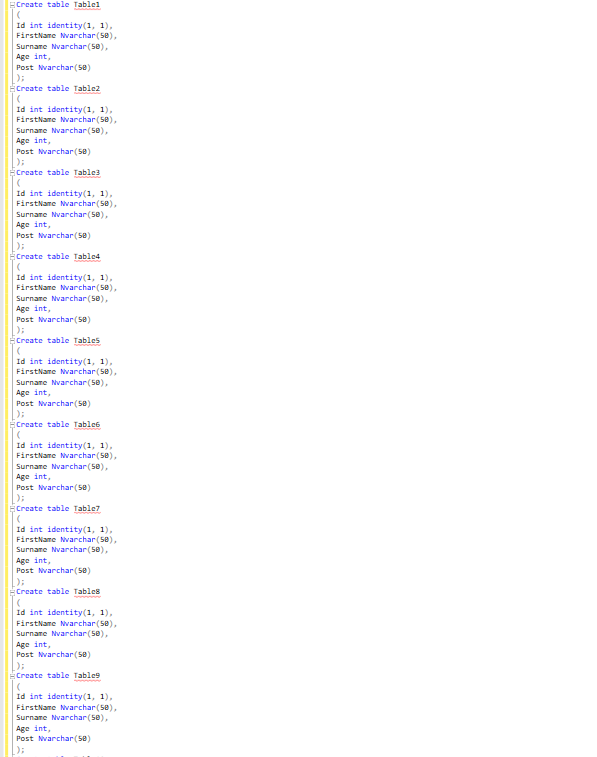 Create table Table1
(
Id int identity(1, 1),
FirstName Nvarchar(50),
Surname Nvarchar(50),
Age int,
Post Nvarchar(50)
);
Create table Table2
(
Id int identity(1, 1),
FirstName Nvarchar(50),
Surname Nvarchar(50),
Age int,
Post Nvarchar(50)
);
Create table Table3
(
Id int identity(1, 1),
FirstName Nvarchar(50),
Surname Nvarchar(50),
Age int,
Post Nvarchar(50)
);
Create table Table4
(
Id int identity(1, 1),
FirstName Nvarchar(50),
Surname Nvarchar(50),
Age int,
Post Nvarchar(50)
);
Create table Table5
(
Id int identity(1, 1),
FirstName Nvarchar(50),
Surname Nvarchar(50),
Age int,
Post Nvarchar(50)
);
Create table Table6
(
Id int identity(1, 1),
FirstName Nvarchar(50),
Surname Nvarchar(50),
Age int,
Post Nvarchar(50)
);
Create table Table7
(
Id int identity(1, 1),
FirstName Nvarchar(50),
Surname Nvarchar(50),
Age int,
Post Nvarchar(50)
);
Create table Table8
(
Id int identity(1, 1),
FirstName Nvarchar(50),
Surname Nvarchar(50),
Age int,
Post Nvarchar(50)
);
Create table Table9
(
Id int identity(1, 1),
FirstName Nvarchar(50),
Surname Nvarchar(50),
Age int,
Post Nvarchar(50)
);